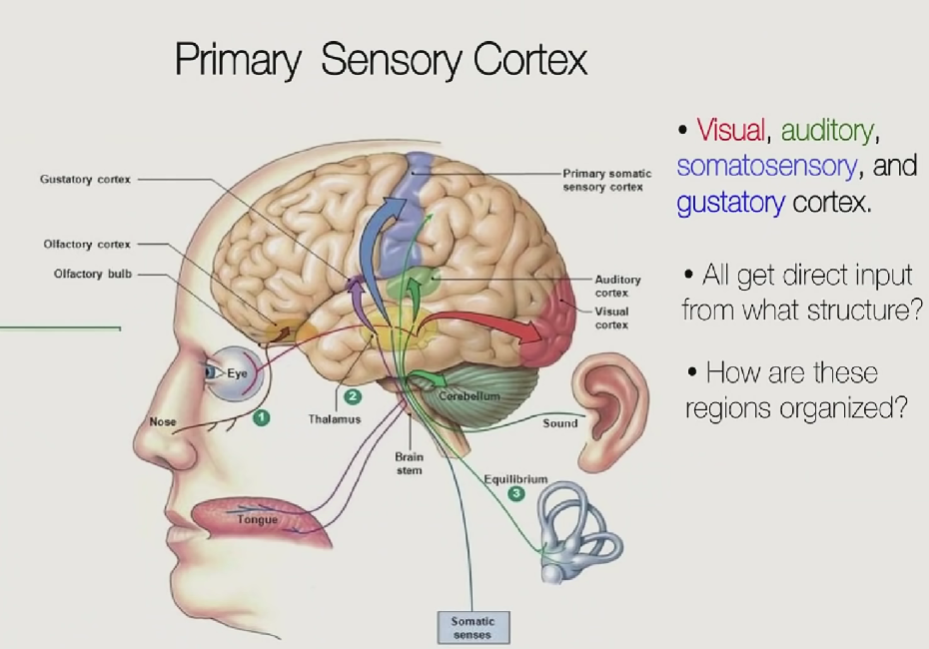 Primary Sensory Cortex
• Visual, auditory,
somatosensory, and
gustatory cortex.
• All get direct input
from what structure?
• How are these
regions organized?
Gustatory cortex
Olfactory cortex
Olfactory bulb
Primary somatic
sensory cortex
Auditory
cortex
Visual
cortex
Eye
Nose
1
2
Thalamus
Cerebellum
Sound
Brain
stem
Equilibrium
3
Tongue
Somatic
senses